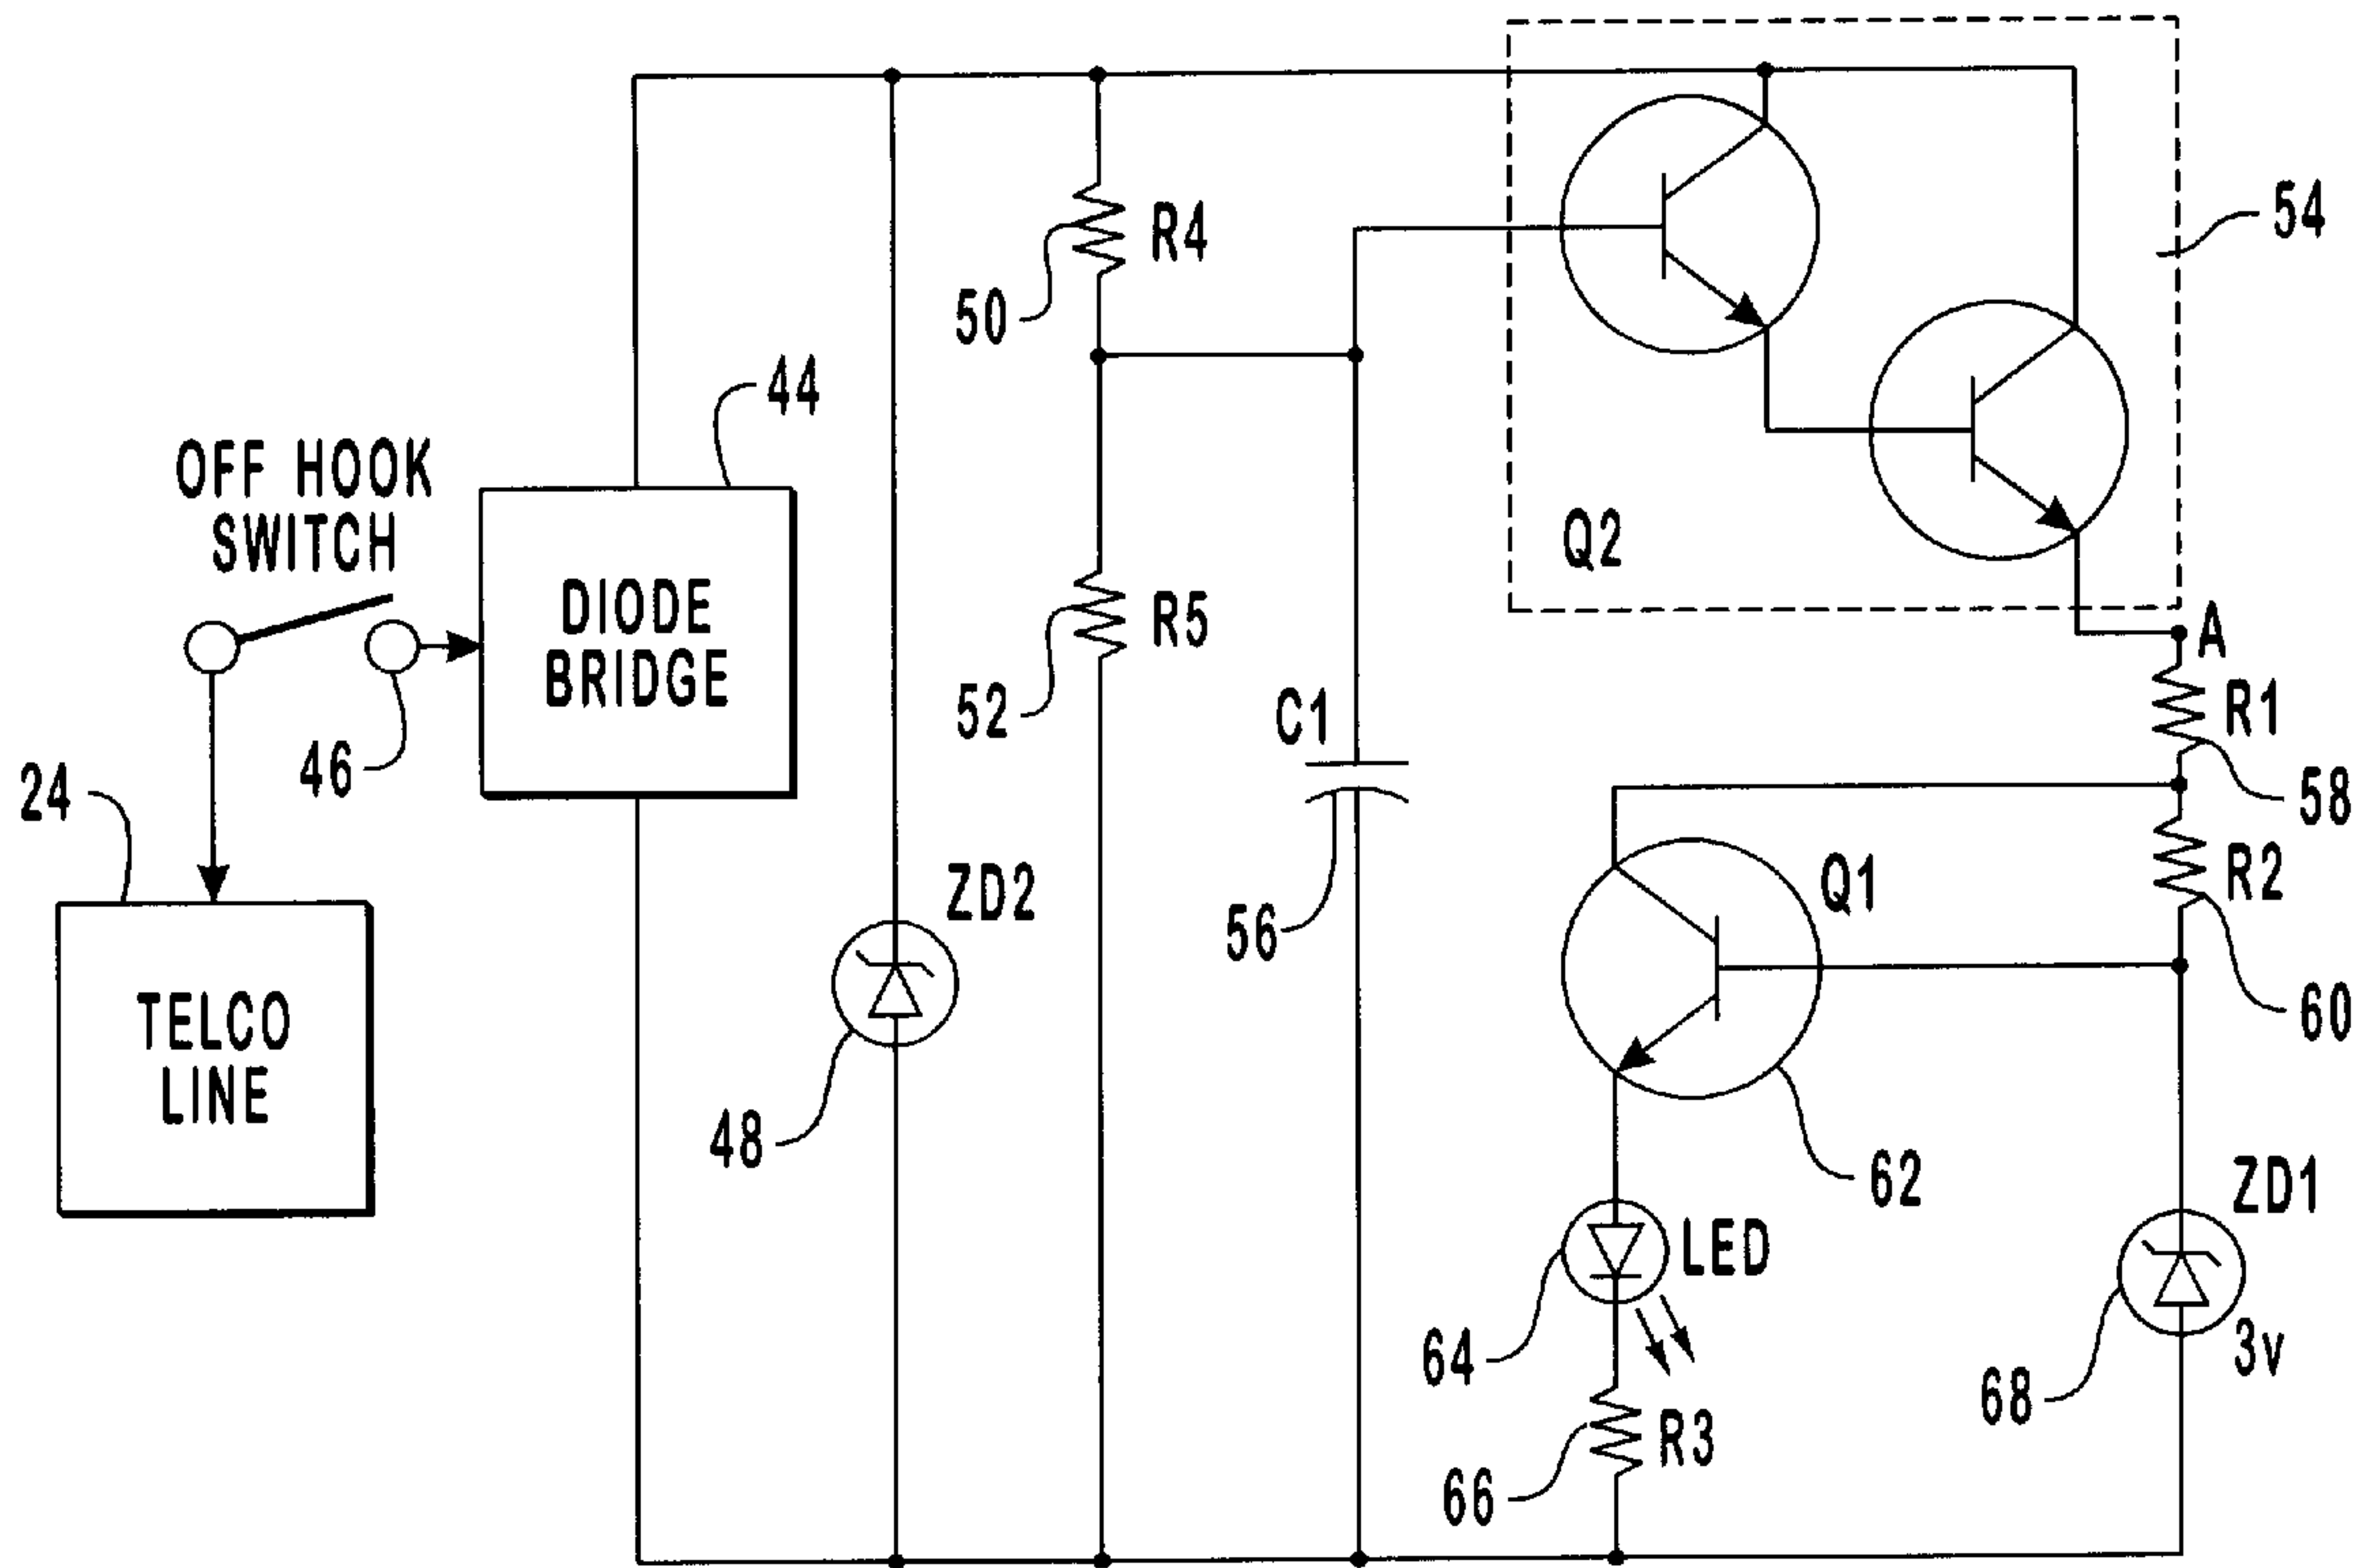 R4
54
50
44
OFF HOOK
SWITCH
Q2
DIODE
BRIDGE
R5
A
R1
52
C1
46
24
58
Q1
R2
ZD2
56
60
TELCO
LINE
48
62
ZD1
LED
64
3v
68
R3
66